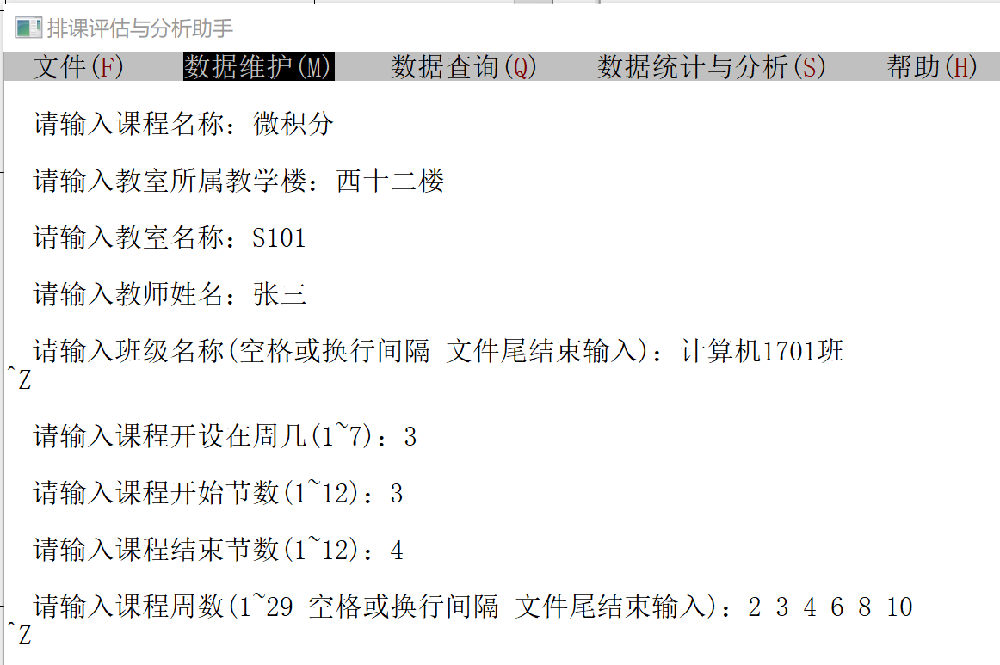 排课评估与分析助手
文件(F) 数据维护(M) 数据查询(Q) 数据统计与分析(S) 帮助(H)
请输入课程名称：微积分
请输入教室所属教学楼：西十二楼
请输入教室名称：S101
请输入教师姓名：张三
请输入班级名称(空格或换行间隔 文件尾结束输入)：计算机1701班
^Z
请输入课程开设在周几(1~7)：3
请输入课程开始节数(1~12)：3
请输入课程结束节数(1~12)：4
请输入课程周数(1~29 空格或换行间隔 文件尾结束输入)：2 3 4 6 8 10
^Z